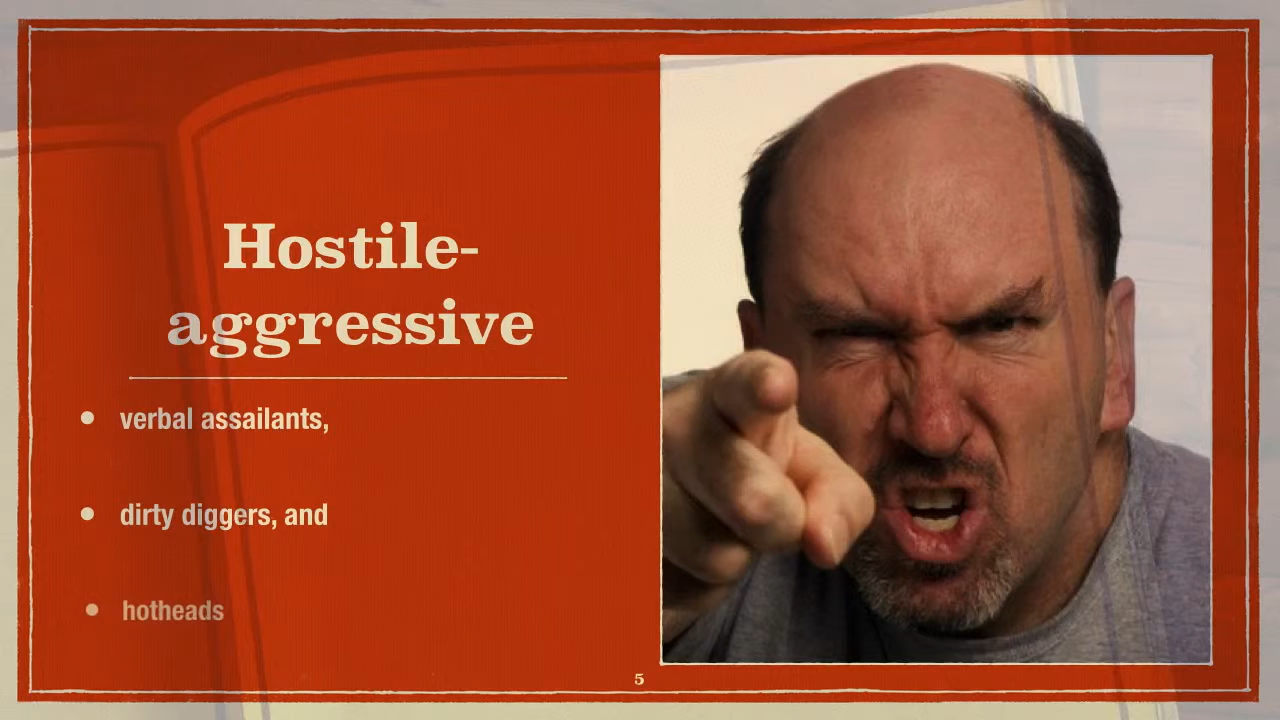 Hostile-
aggressive
verbal assailants,
dirty diggers, and
hotheads
5